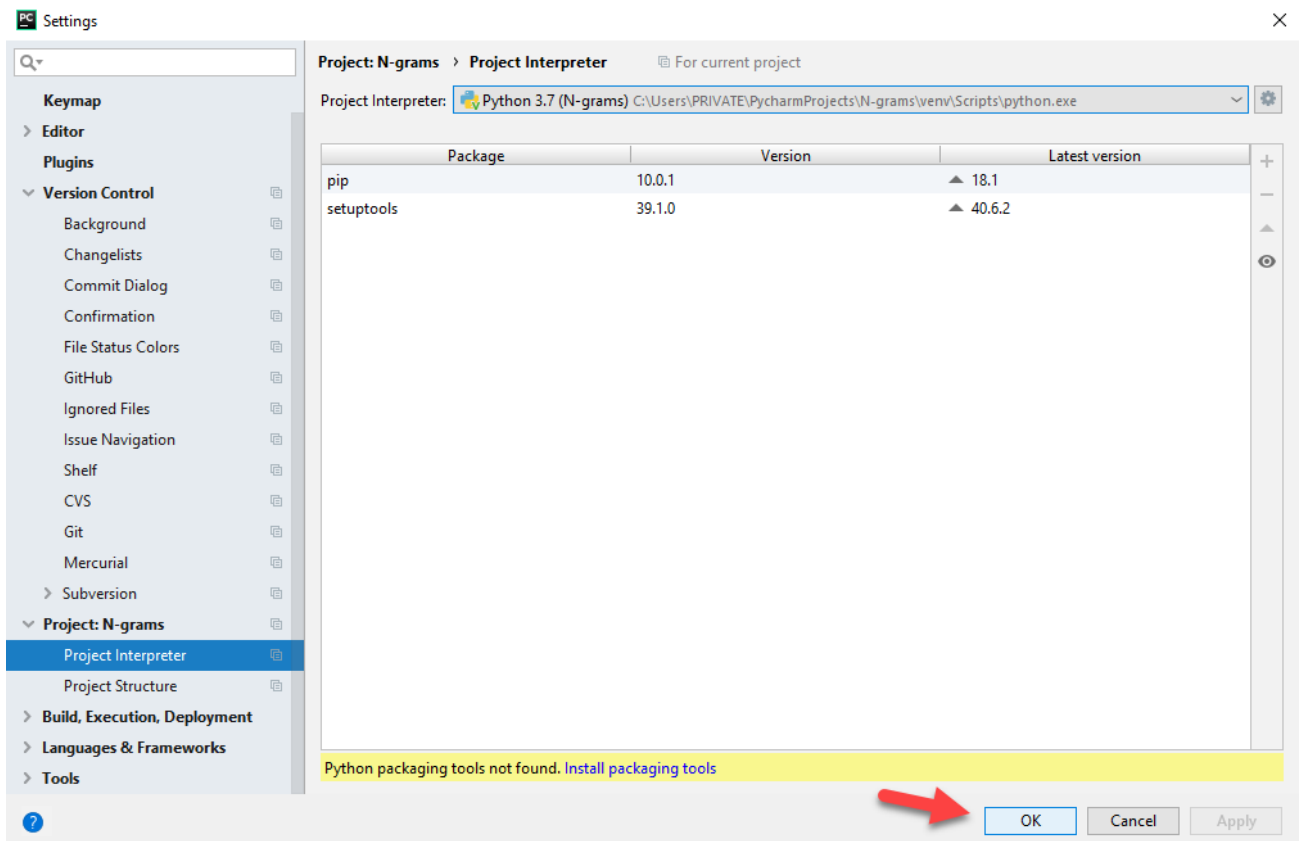 PC Settings
Project: N-grams › Project Interpreter For current project
Project Interpreter: Python 3.7 (N-grams) C:\Users\PRIVATE\PycharmProjects\N-grams\venv\Scripts\python.exe
Keymap
Editor
Plugins
Version Control
Background
Changelists
Commit Dialog
Confirmation
File Status Colors
GitHub
Ignored Files
Issue Navigation
Shelf
CVS
Git
Mercurial
Subversion
Project: N-grams
Project Interpreter
Project Structure
Build, Execution, Deployment
Languages & Frameworks
Tools
Package Version Latest version
pip 10.0.1 18.1
setuptools 39.1.0 40.6.2
Python packaging tools not found. Install packaging tools
? OK Cancel Apply